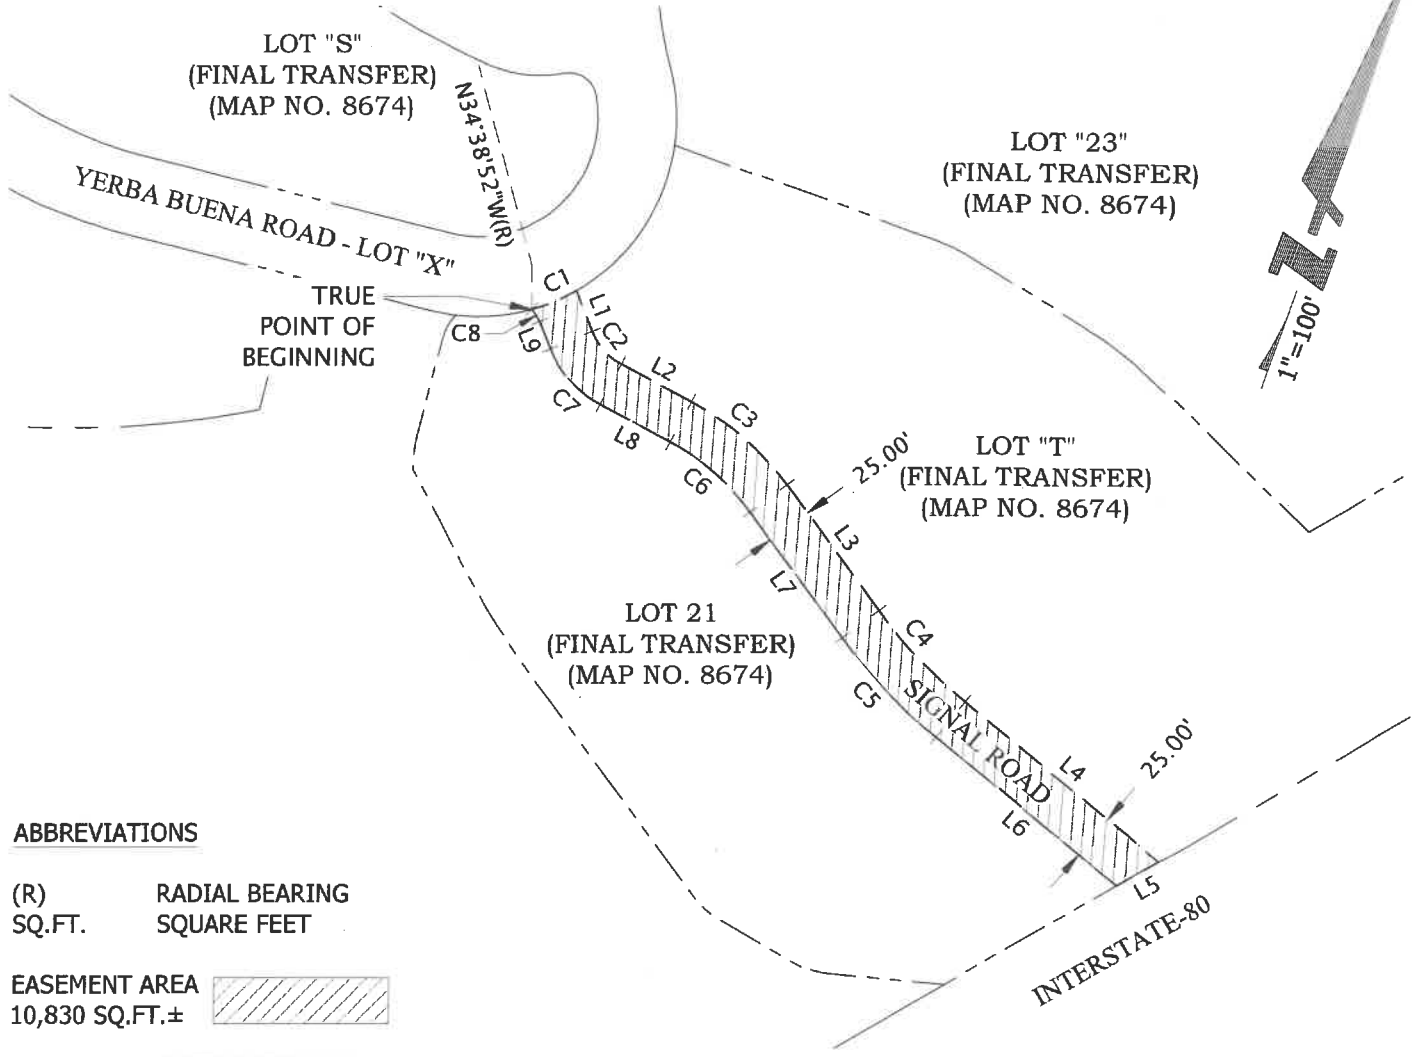 LOT "S"
(FINAL TRANSFER)
(MAP NO. 8674)
N34°38'52"W(R)
YERBA BUENA ROAD - LOT "X"
LOT "23"
(FINAL TRANSFER)
(MAP NO. 8674)
N
1"=100'
TRUE
POINT OF
BEGINNING
C1
L1
C2
L2
C3
C8
L9
C7
L8
C6
25.00'
LOT "T"
(FINAL TRANSFER)
(MAP NO. 8674)
L3
L7
LOT 21
(FINAL TRANSFER)
(MAP NO. 8674)
C4
C5
SIGNAL ROAD
L4
25.00'
L6
L5
INTERSTATE-80
ABBREVIATIONS
(R) RADIAL BEARING
SQ.FT. SQUARE FEET
EASEMENT AREA
10,830 SQ.FT.±